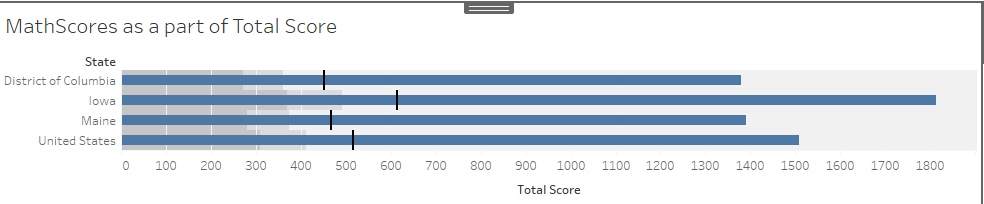 MathScores as a part of Total Score
State
District of Columbia
Iowa
Maine
United States
0 100 200 300 400 500 600 700 800 900 1000 1100 1200 1300 1400 1500 1600 1700 1800
Total Score